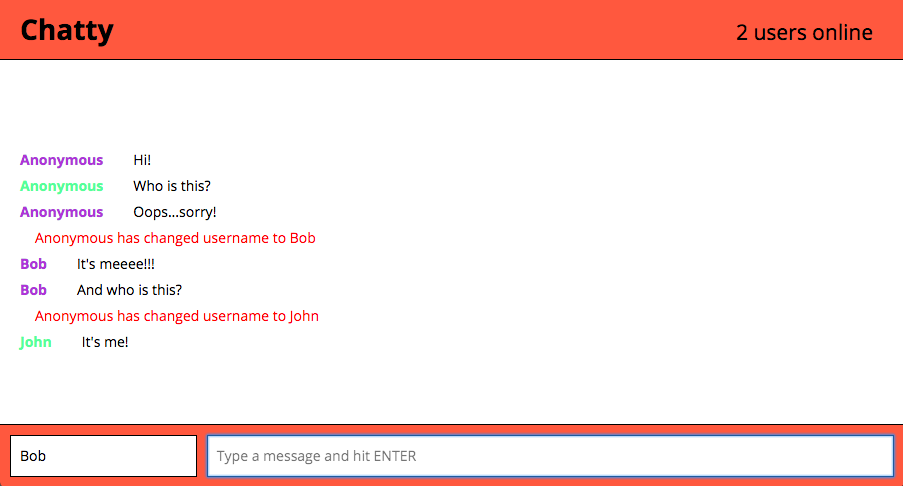 Chatty
2 users online
Anonymous Hi!
Anonymous Who is this?
Anonymous Oops...sorry!
Anonymous has changed username to Bob
Bob It's meeee!!!
Bob And who is this?
Anonymous has changed username to John
John It's me!
Bob
Type a message and hit ENTER